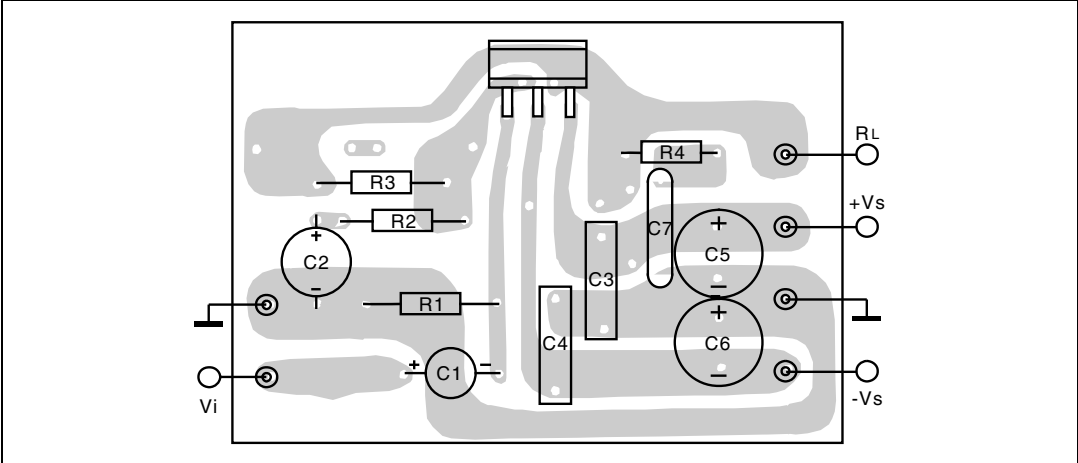 RL
R4
R3
+Vs
R2
+
C7
+
C2
C5
–
C3
–
R1
+
C4
C6
+
C1
–
–
Vi
-Vs